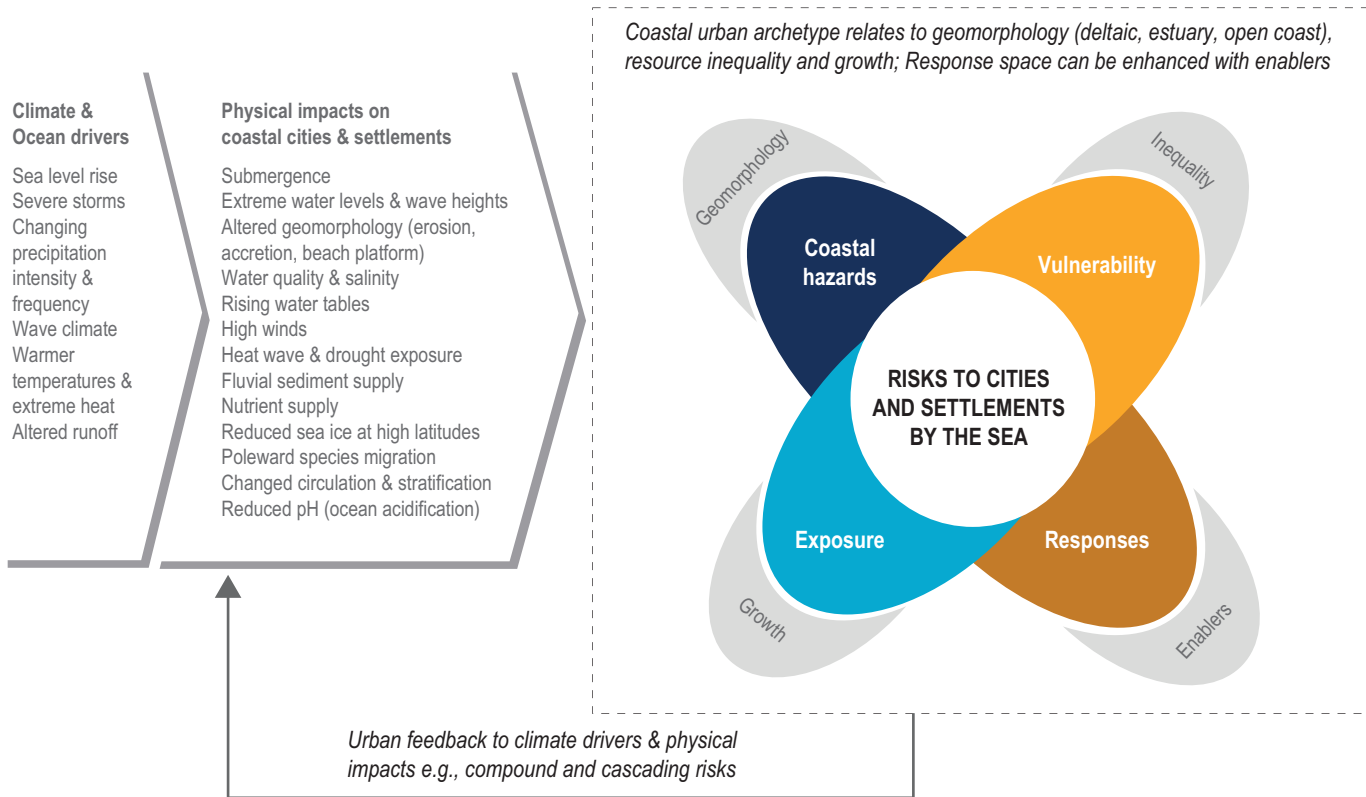 Coastal urban archetype relates to geomorphology (deltaic, estuary, open coast),
resource inequality and growth; Response space can be enhanced with enablers
Climate &
Ocean drivers
Sea level rise
Severe storms
Changing
precipitation
intensity &
frequency
Wave climate
Warmer
temperatures &
extreme heat
Altered runoff
Physical impacts on
coastal cities & settlements
Submergence
Extreme water levels & wave heights
Altered geomorphology (erosion,
accretion, beach platform)
Water quality & salinity
Rising water tables
High winds
Heat wave & drought exposure
Fluvial sediment supply
Nutrient supply
Reduced sea ice at high latitudes
Poleward species migration
Changed circulation & stratification
Reduced pH (ocean acidification)
Geomorphology
Inequality
Coastal
hazards
Vulnerability
RISKS TO CITIES
AND SETTLEMENTS
BY THE SEA
Exposure
Responses
Growth
Enablers
Urban feedback to climate drivers & physical
impacts e.g., compound and cascading risks